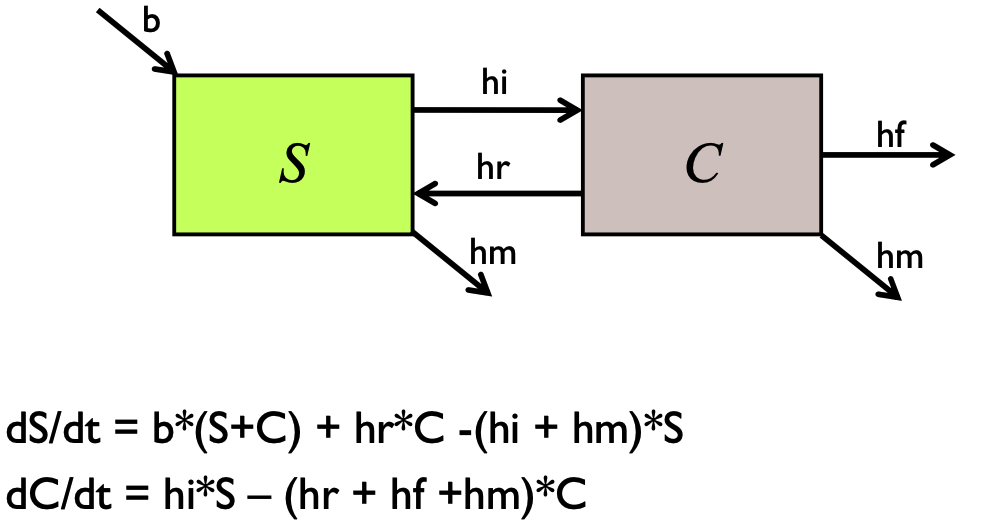 b
hi
S
C
hf
hr
hm
hm
dS/dt = b*(S+C) + hr*C -(hi + hm)*S
dC/dt = hi*S – (hr + hf +hm)*C